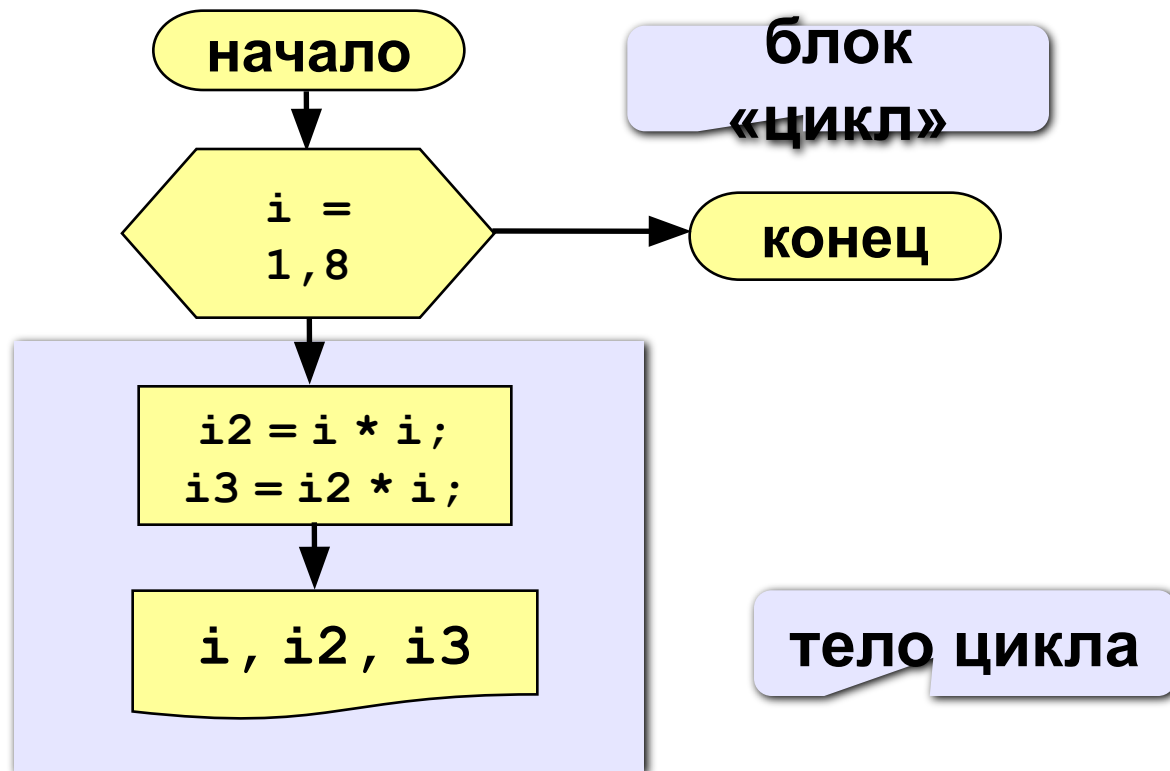 начало
блок
«цикл»
i =
1,8
конец
i2 = i * i;
i3 = i2 * i;
i, i2, i3
тело цикла